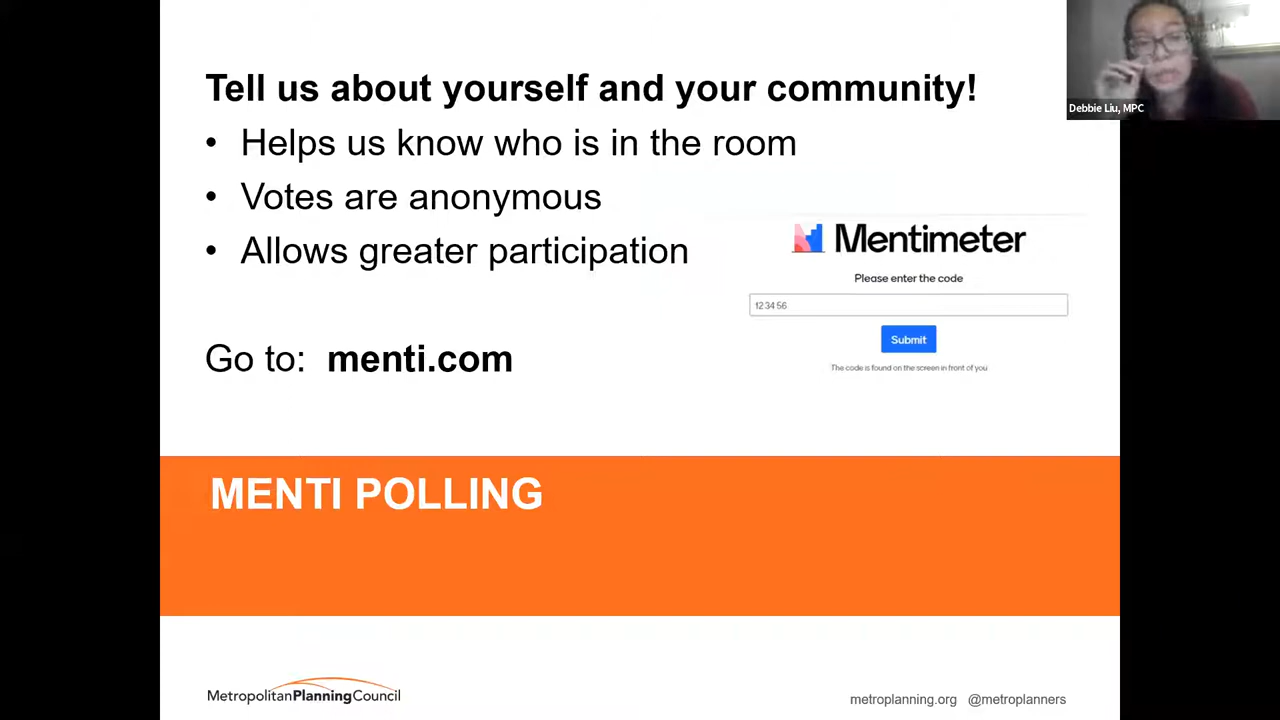 Tell us about yourself and your community!
• Helps us know who is in the room
• Votes are anonymous
• Allows greater participation
Go to: menti.com
Mentimeter
Please enter the code
12 34 56
Submit
The code is found on the screen in front of you
MENTI POLLING
MetropolitanPlanningCouncil
metroplanning.org @metroplanners
Debbie Liu, MPC